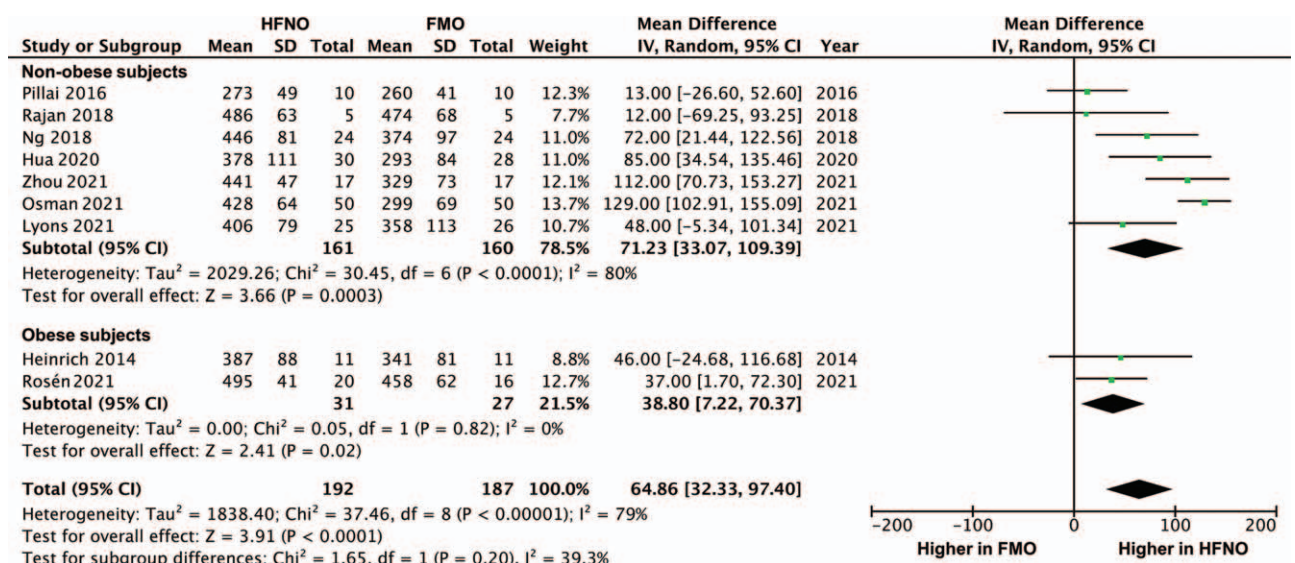 HFNO FMO Mean Difference Mean Difference
Study or Subgroup Mean SD Total Mean SD Total Weight IV, Random, 95% CI Year IV, Random, 95% CI
Non-obese subjects
Pillai 2016 273 49 10 260 41 10 12.3% 13.00 [-26.60, 52.60] 2016
Rajan 2018 486 63 5 474 68 5 7.7% 12.00 [-69.25, 93.25] 2018
Ng 2018 446 81 24 374 97 24 11.0% 72.00 [21.44, 122.56] 2018
Hua 2020 378 111 30 293 84 28 11.0% 85.00 [34.54, 135.46] 2020
Zhou 2021 441 47 17 329 73 17 12.1% 112.00 [70.73, 153.27] 2021
Osman 2021 428 64 50 299 69 50 13.7% 129.00 [102.91, 155.09] 2021
Lyons 2021 406 79 25 358 113 26 10.7% 48.00 [-5.34, 101.34] 2021
Subtotal (95% CI) 161 160 78.5% 71.23 [33.07, 109.39]
Heterogeneity: Tau² = 2029.26; Chi² = 30.45, df = 6 (P < 0.0001); I² = 80%
Test for overall effect: Z = 3.66 (P = 0.0003)
Obese subjects
Heinrich 2014 387 88 11 341 81 11 8.8% 46.00 [-24.68, 116.68] 2014
Rosén 2021 495 41 20 458 62 16 12.7% 37.00 [1.70, 72.30] 2021
Subtotal (95% CI) 31 27 21.5% 38.80 [7.22, 70.37]
Heterogeneity: Tau² = 0.00; Chi² = 0.05, df = 1 (P = 0.82); I² = 0%
Test for overall effect: Z = 2.41 (P = 0.02)
Total (95% CI) 192 187 100.0% 64.86 [32.33, 97.40]
Heterogeneity: Tau² = 1838.40; Chi² = 37.46, df = 8 (P < 0.00001); I² = 79%
Test for overall effect: Z = 3.91 (P < 0.0001)
Test for subgroup differences: Chi² = 1.65, df = 1 (P = 0.20), I² = 39.3%
-200 -100 0 100 200
Higher in FMO Higher in HFNO